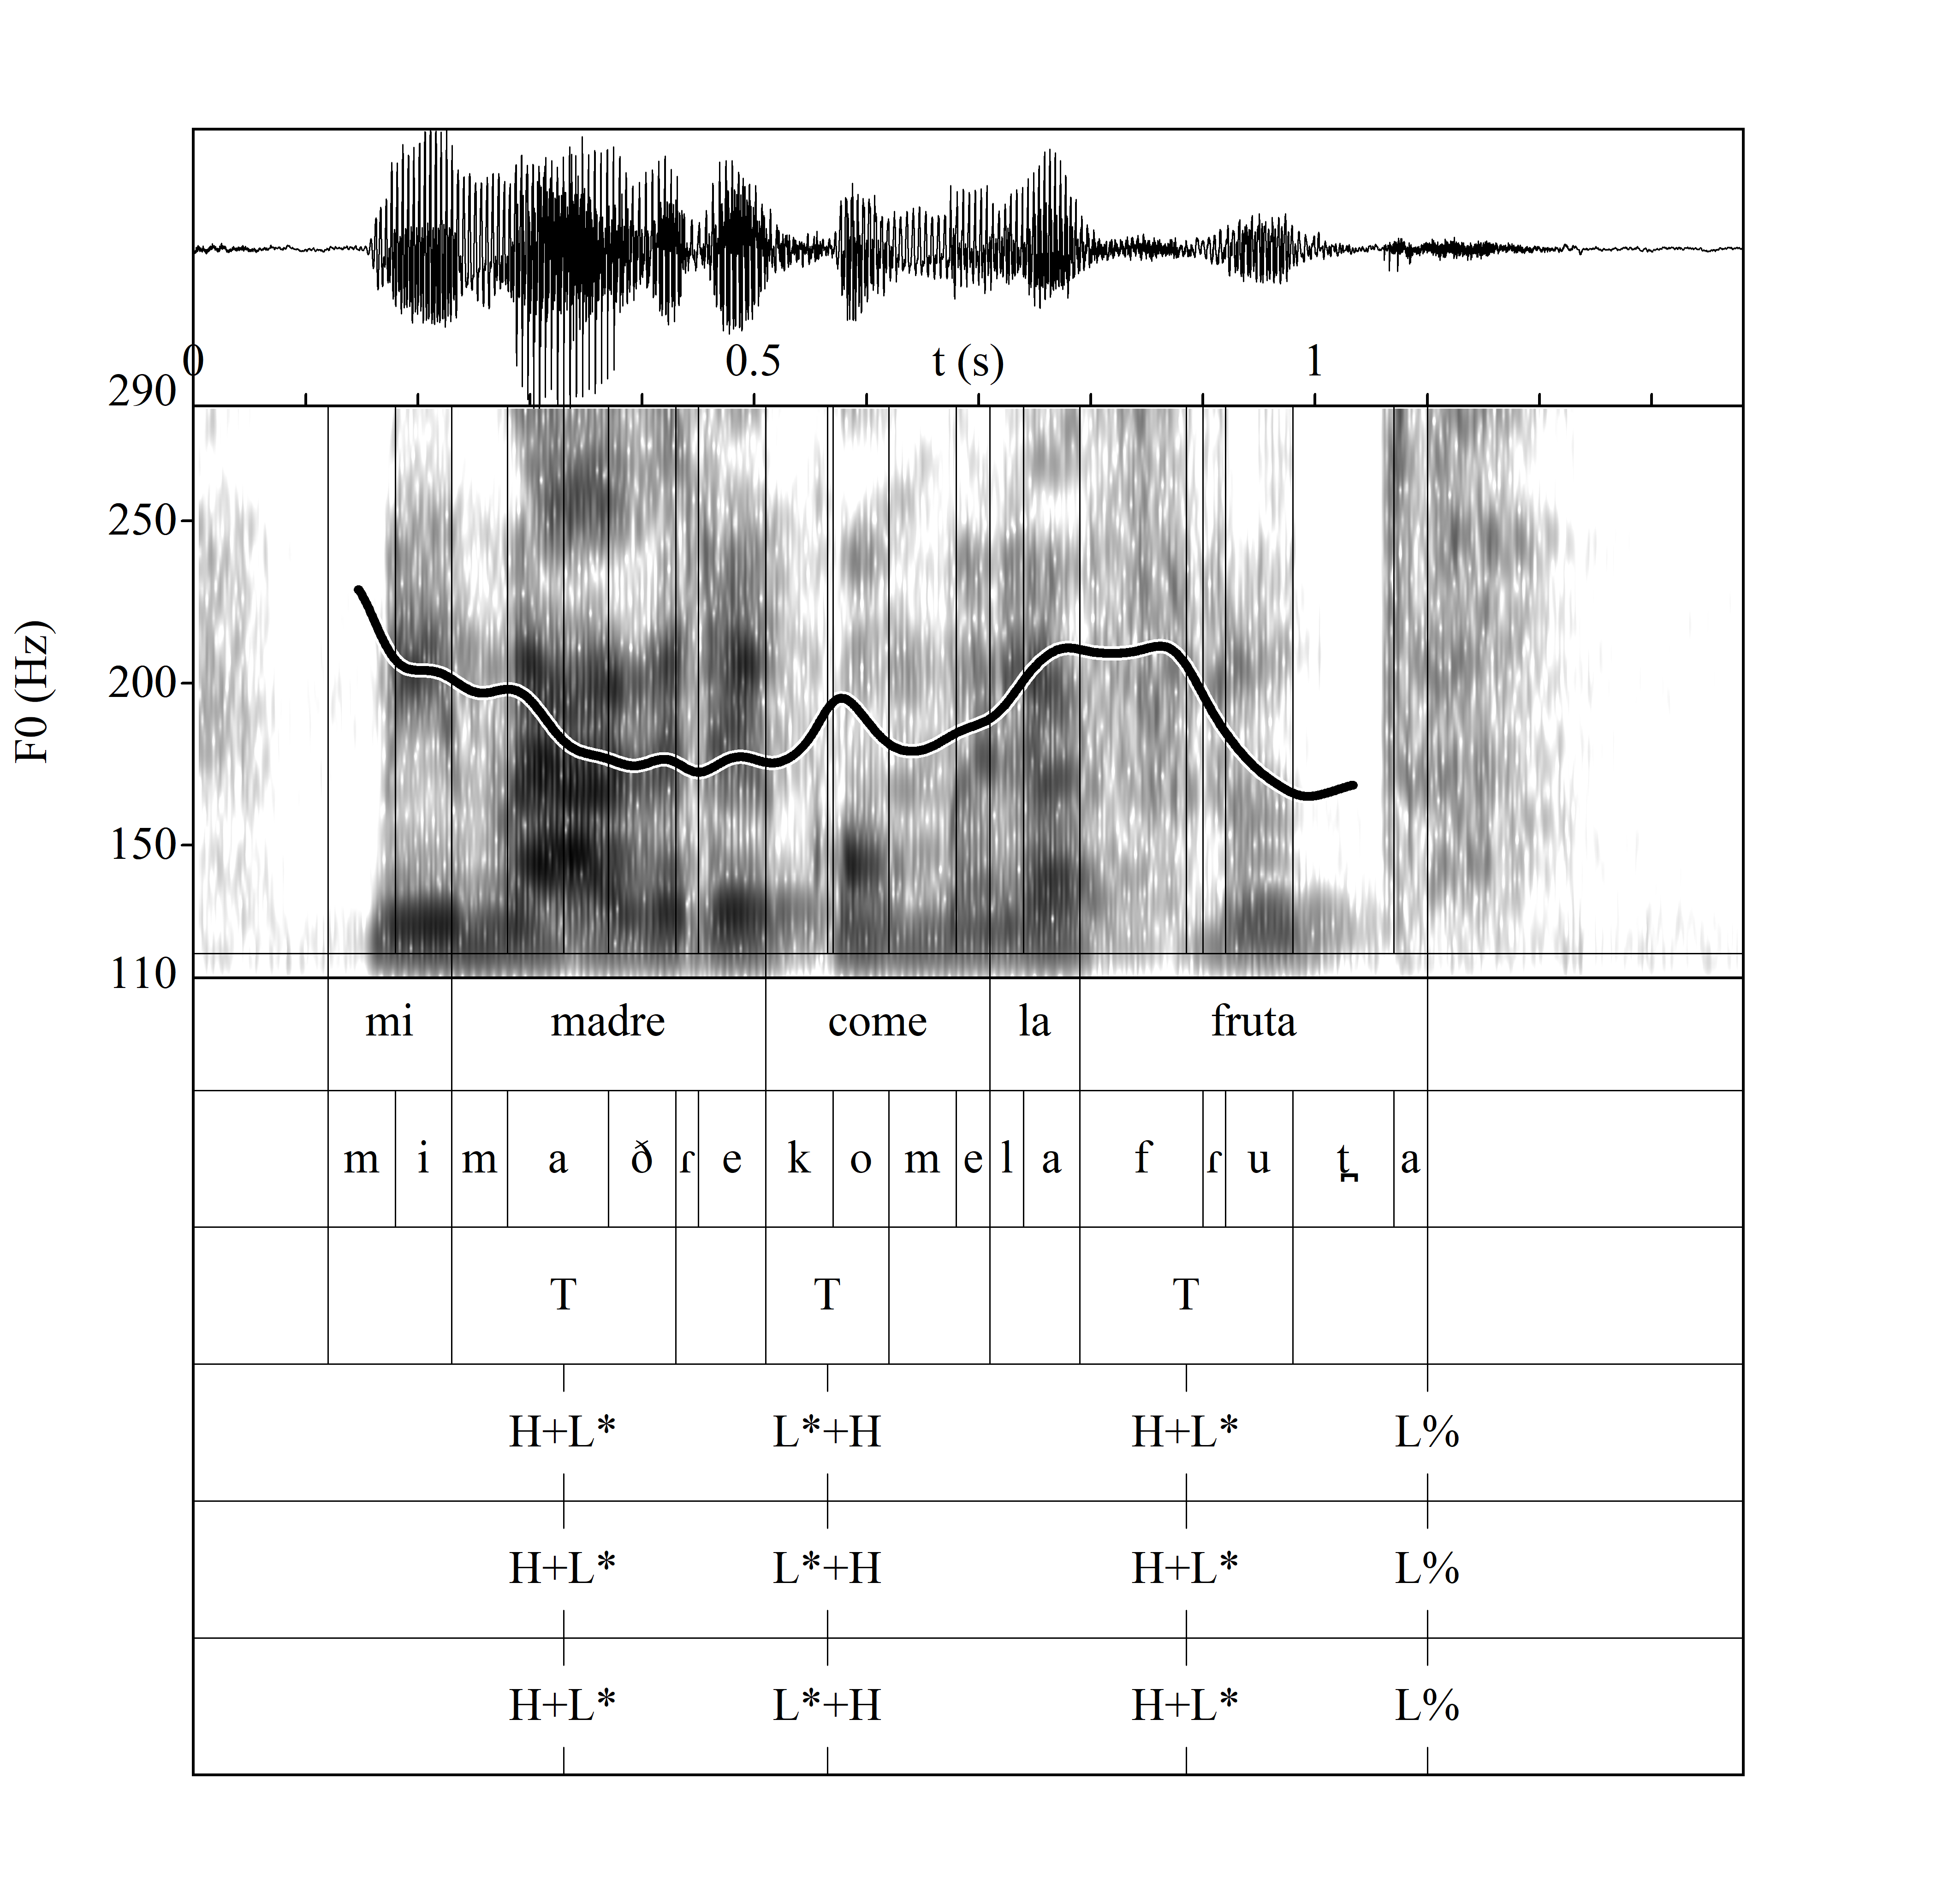 0 0.5 t (s) 1
290
250
200
150
110
F0 (Hz)
mi madre come la fruta
m i m a ð ɾ e k o m e l a f ɾ u t̪ a
T T T
H+L* L*+H H+L* L%
H+L* L*+H H+L* L%
H+L* L*+H H+L* L%